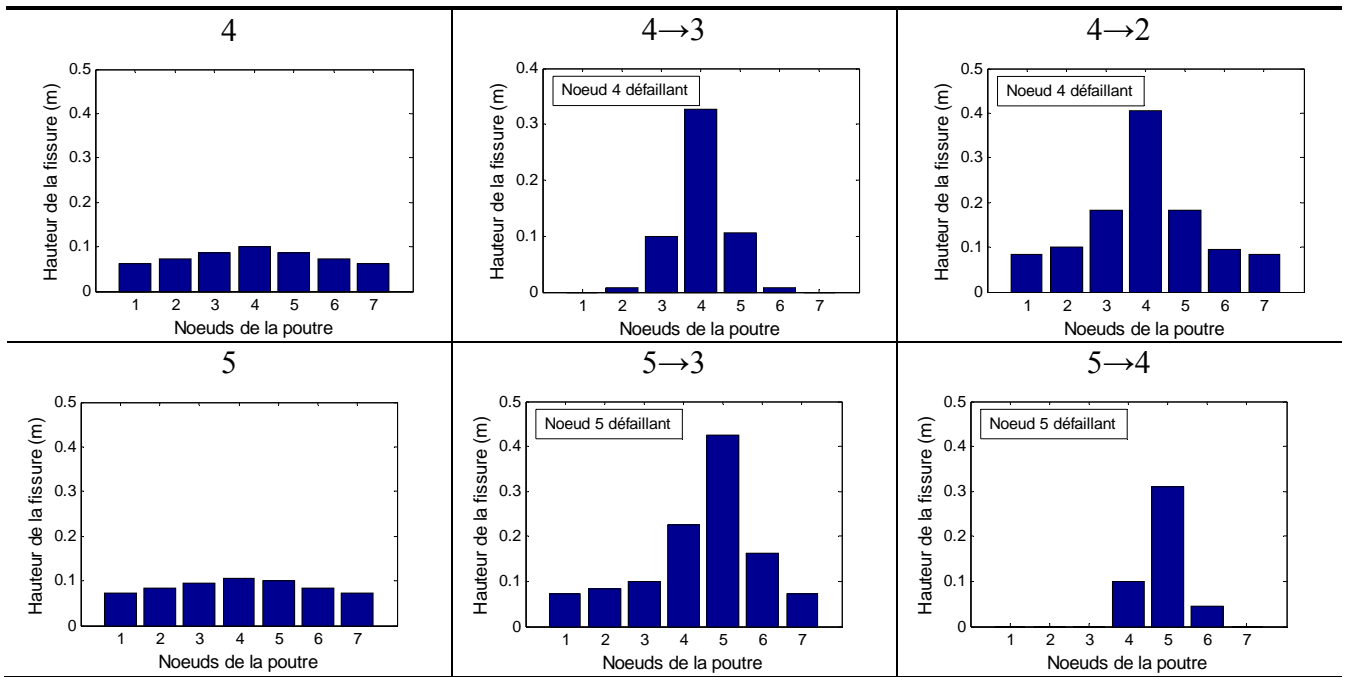 4
0.5
0.4
0.3
0.2
0.1
0
Hauteur de la fissure (m)
1 2 3 4 5 6 7
Noeuds de la poutre
4→3
Noeud 4 défaillant
0.4
0.3
0.2
0.1
0
Hauteur de la fissure (m)
1 2 3 4 5 6 7
Noeuds de la poutre
4→2
Noeud 4 défaillant
0.5
0.4
0.3
0.2
0.1
0
Hauteur de la fissure (m)
1 2 3 4 5 6 7
Noeuds de la poutre
5
0.5
0.4
0.3
0.2
0.1
0
Hauteur de la fissure (m)
1 2 3 4 5 6 7
Noeuds de la poutre
5→3
Noeud 5 défaillant
0.5
0.4
0.3
0.2
0.1
0
Hauteur de la fissure (m)
1 2 3 4 5 6 7
Noeuds de la poutre
5→4
Noeud 5 défaillant
0.5
0.4
0.3
0.2
0.1
0
Hauteur de la fissure (m)
1 2 3 4 5 6 7
Noeuds de la poutre